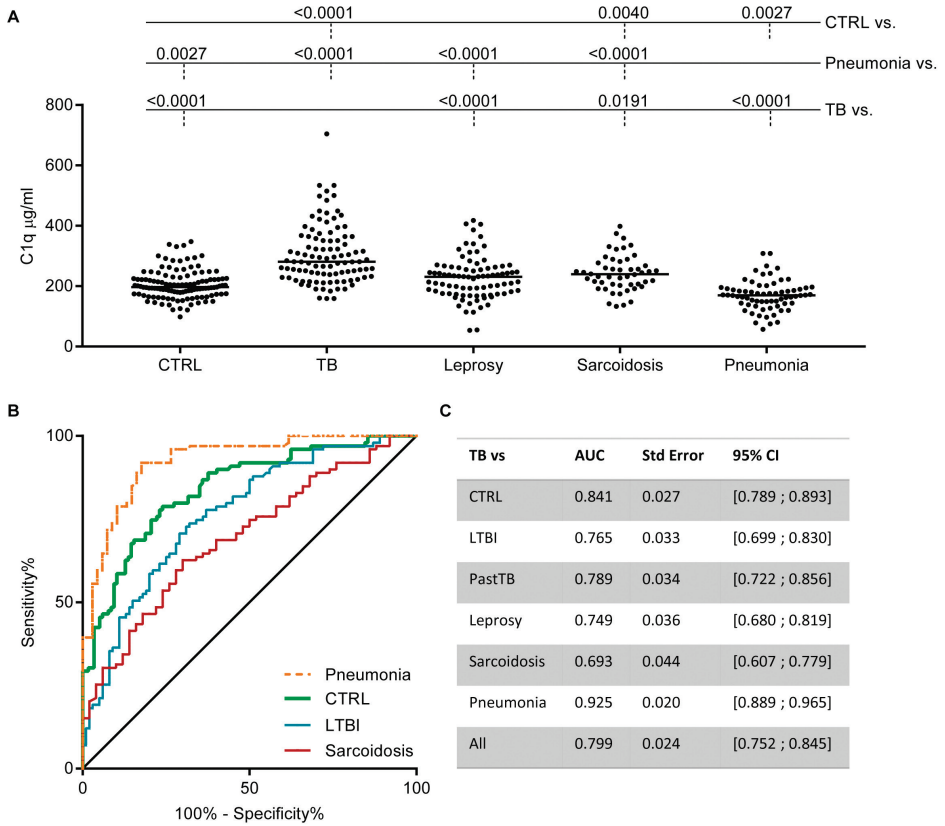 A
<0.0001 0.0040 0.0027 CTRL vs.
0.0027 <0.0001 <0.0001 <0.0001 Pneumonia vs.
<0.0001 <0.0001 0.0191 <0.0001 TB vs.
C1q µg/ml
800
600
400
200
0
CTRL TB Leprosy Sarcoidosis Pneumonia
B
Sensitivity%
100
50
0
Pneumonia
CTRL
LTBI
Sarcoidosis
0 50 100
100% - Specificity%
C
TB vs AUC Std Error 95% CI
CTRL 0.841 0.027 [0.789 ; 0.893]
LTBI 0.765 0.033 [0.699 ; 0.830]
PastTB 0.789 0.034 [0.722 ; 0.856]
Leprosy 0.749 0.036 [0.680 ; 0.819]
Sarcoidosis 0.693 0.044 [0.607 ; 0.779]
Pneumonia 0.925 0.020 [0.889 ; 0.965]
All 0.799 0.024 [0.752 ; 0.845]